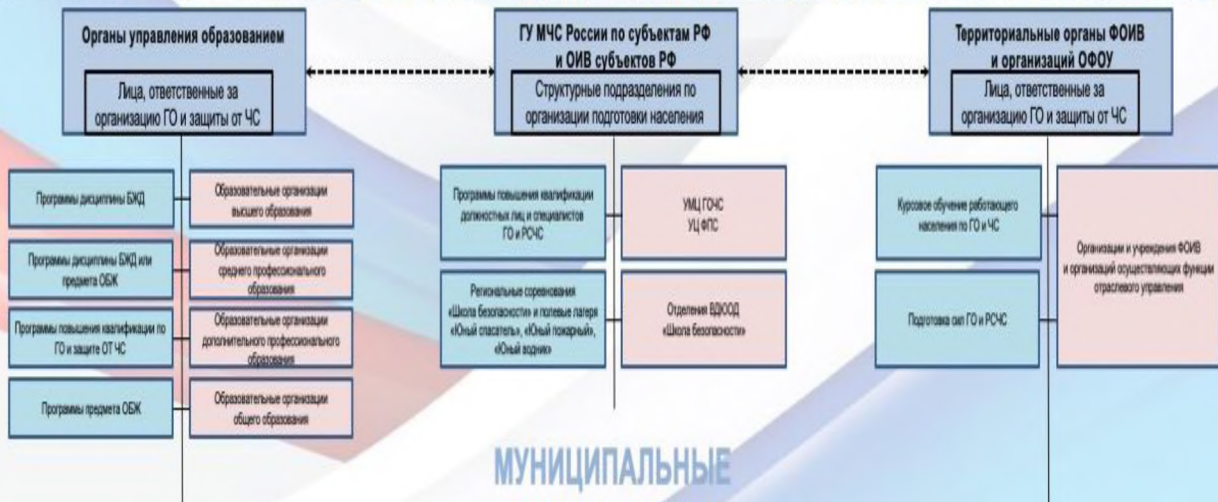 Органы управления образованием
Лица, ответственные за
организацию ГО и защиты от ЧС
ГУ МЧС России по субъектам РФ
и ОИВ субъектов РФ
Структурные подразделения по
организации подготовки населения
Территориальные органы ФОИВ
и организаций ОФОУ
Лица, ответственные за
организацию ГО и защиты от ЧС
Программы дисциплины БЖД
Образовательные организации
высшего образования
Программы дисциплины БЖД или
предмета ОБЖ
Образовательные организации
среднего профессионального
образования
Программы повышения квалификации по
ГО и защите ОТ ЧС
Образовательные организации
дополнительного профессионального
образования
Программы предмета ОБЖ
Образовательные организации
общего образования
Программы повышения квалификации
должностных лиц и специалистов
ГО и РСЧС
УМЦ ГОЧС
УЦ ФПС
Региональные соревнования
«Школа безопасности» и полевые лагеря
«Юный спасатель», «Юный пожарный»,
«Юный водник»
Отделения ВДЮОД
«Школа безопасности»
Курсовое обучение работающего
населения по ГО и ЧС
Подготовка сил ГО и РСЧС
Организации и учреждения ФОИВ
и организаций осуществляющих функции
отраслевого управления
МУНИЦИПАЛЬНЫЕ